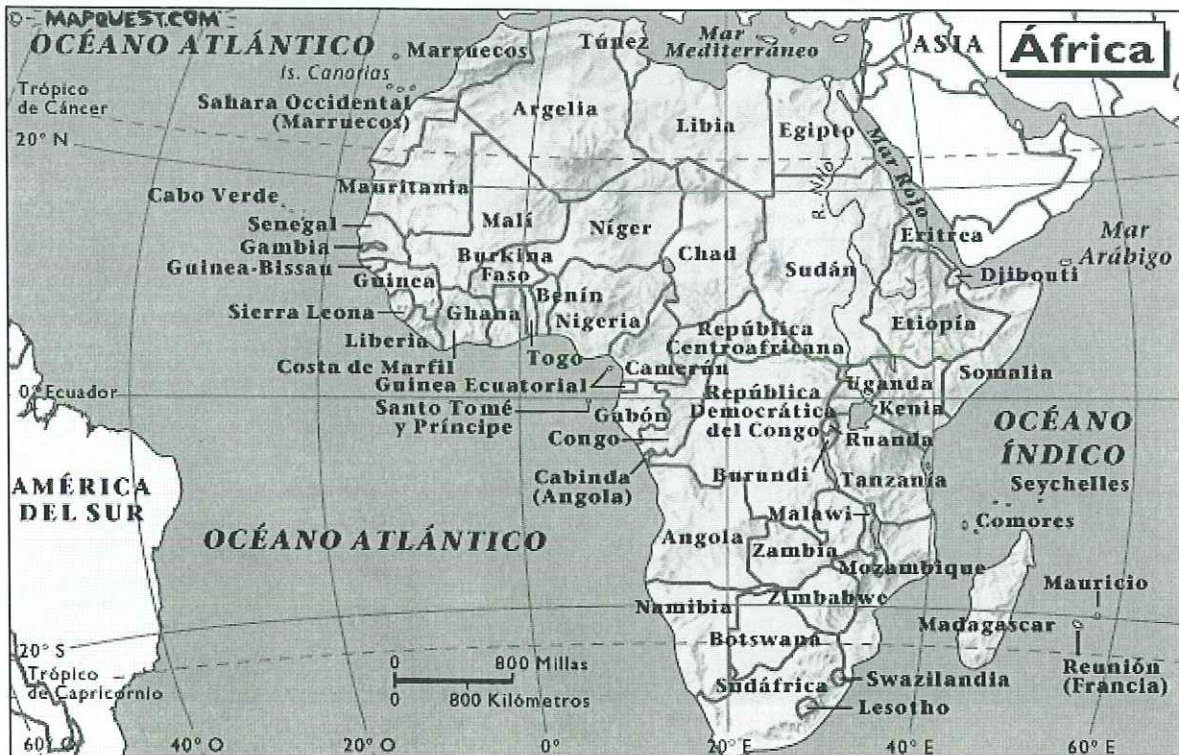 © MAPQUEST.COM
África
OCÉANO ATLÁNTICO
Marruecos
Túnez
Mar
Mediterráneo
ASIA
Is. Canarias
Trópico
de Cáncer
20° N
Sahara Occidental
(Marruecos)
Argelia
Libia
Egipto
Mar Rojo
R. Nilo
Mauritania
Cabo Verde
Malí
Níger
Chad
Sudán
Eritrea
Mar
Arábigo
Senegal
Gambia
Guinea-Bissau
Guinea
Burkina
Faso
Benín
Nigeria
Djibouti
Sierra Leona
Ghana
Etiopía
Liberia
Costa de Marfil
Togo
República
Centroafricana
Camerún
Somalia
Guinea Ecuatorial
0° Ecuador
Santo Tomé
y Príncipe
Gabón
República
Democrática
del Congo
Uganda
Kenia
Congo
Ruanda
OCÉANO
ÍNDICO
Cabinda
(Angola)
Burundi
Tanzanía
Seychelles
AMÉRICA
DEL SUR
OCÉANO ATLÁNTICO
Angola
Malawi
Zambia
Comores
Mozambique
Mauricio
Namibia
Zimbabwe
Madagascar
Botswana
20° S
Trópico
de Capricornio
0 800 Millas
0 800 Kilómetros
Sudáfrica
Swazilandia
Lesotho
Reunión
(Francia)
60° O
40° O
20° O
0°
20° E
40° E
60° E